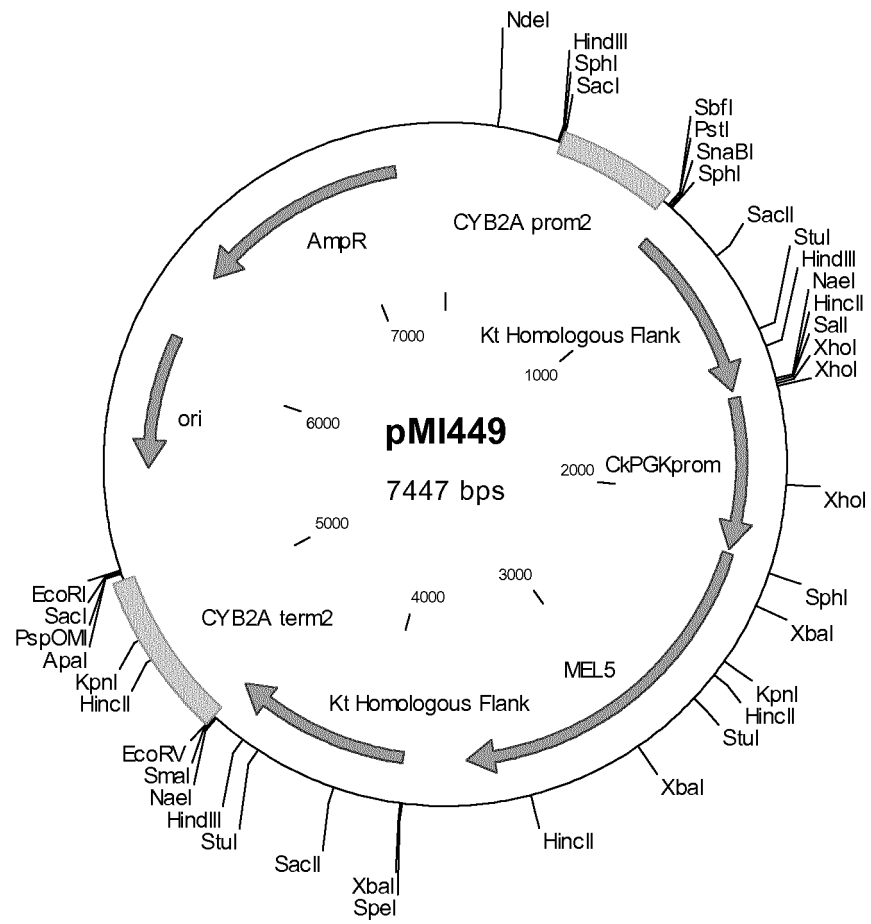 NdeI
HindIII
SphI
SacI
SbfI
PstI
SnaBI
SphI
SacII
StuI
HindIII
NaeI
HincII
SalI
XhoI
XhoI
CYB2A prom2
AmpR
Kt Homologous Flank
7000
1000
ori
6000
pMI449
7447 bps
CkPGKprom
2000
XhoI
5000
3000
4000
EcoRI
SacI
PspOMI
ApaI
KpnI
HincII
CYB2A term2
SphI
XbaI
MEL5
KpnI
HincII
StuI
Kt Homologous Flank
EcoRV
SmaI
NaeI
HindIII
StuI
SacII
XbaI
SpeI
HincII
XbaI